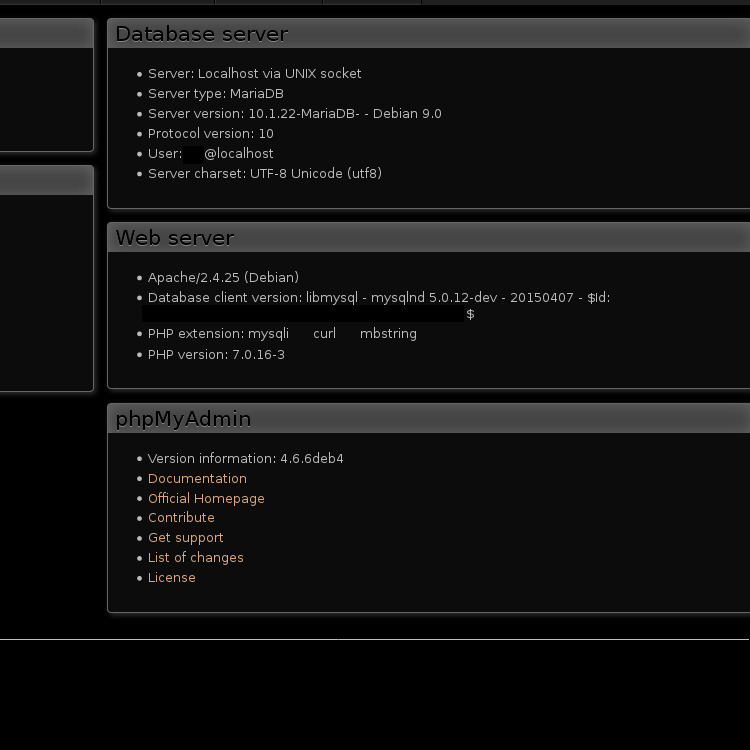 Database server
Server: Localhost via UNIX socket
Server type: MariaDB
Server version: 10.1.22-MariaDB- - Debian 9.0
Protocol version: 10
User: @localhost
Server charset: UTF-8 Unicode (utf8)
Web server
Apache/2.4.25 (Debian)
Database client version: libmysql - mysqlnd 5.0.12-dev - 20150407 - $Id:
$
PHP extension: mysqli curl mbstring
PHP version: 7.0.16-3
phpMyAdmin
Version information: 4.6.6deb4
Documentation
Official Homepage
Contribute
Get support
List of changes
License